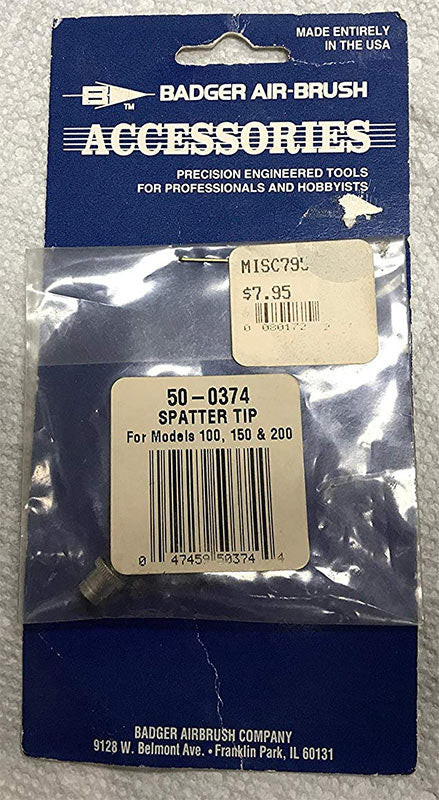 MADE ENTIRELY
IN THE USA
TM
BADGER AIR-BRUSH
ACCESSORIES
PRECISION ENGINEERED TOOLS
FOR PROFESSIONALS AND HOBBYISTS
$7.95
50-0374
SPATTER TIP
For Models 100, 150 & 200
0 47459 50374 4
BADGER AIRBRUSH COMPANY
9128 W. Belmont Ave. • Franklin Park, IL 60131